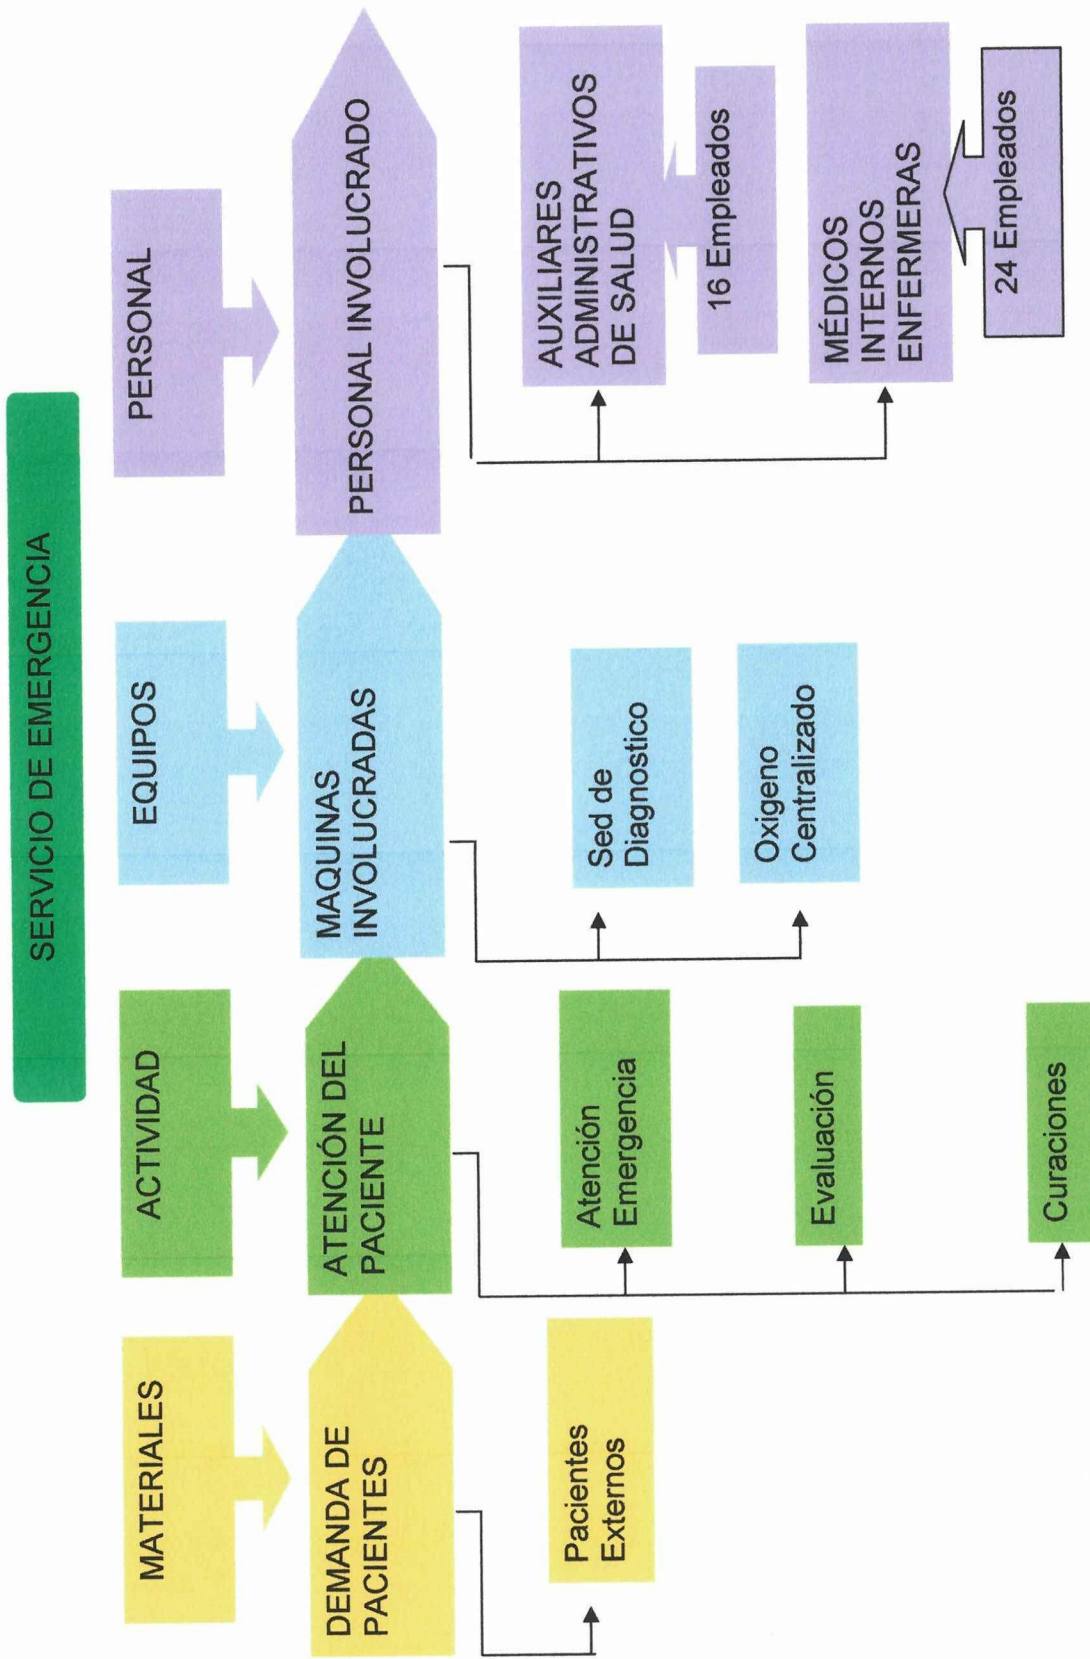 SERVICIO DE EMERGENCIA
MATERIALES
ACTIVIDAD
EQUIPOS
PERSONAL
DEMANDA DE
PACIENTES
ATENCIÓN DEL
PACIENTE
MAQUINAS
INVOLUCRADAS
PERSONAL INVOLUCRADO
Pacientes
Externos
Atención
Emergencia
Evaluación
Curaciones
Sed de
Diagnostico
Oxigeno
Centralizado
AUXILIARES
ADMINISTRATIVOS
DE SALUD
16 Empleados
MÉDICOS
INTERNOS
ENFERMERAS
24 Empleados